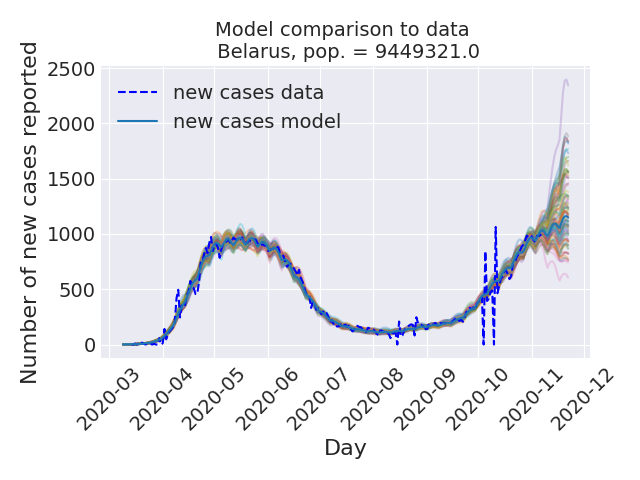 Model comparison to data
Belarus, pop. = 9449321.0
Number of new cases reported
2500
2000
1500
1000
500
0
new cases data
new cases model
2020-03
2020-04
2020-05
2020-06
2020-07
2020-08
2020-09
2020-10
2020-11
2020-12
Day